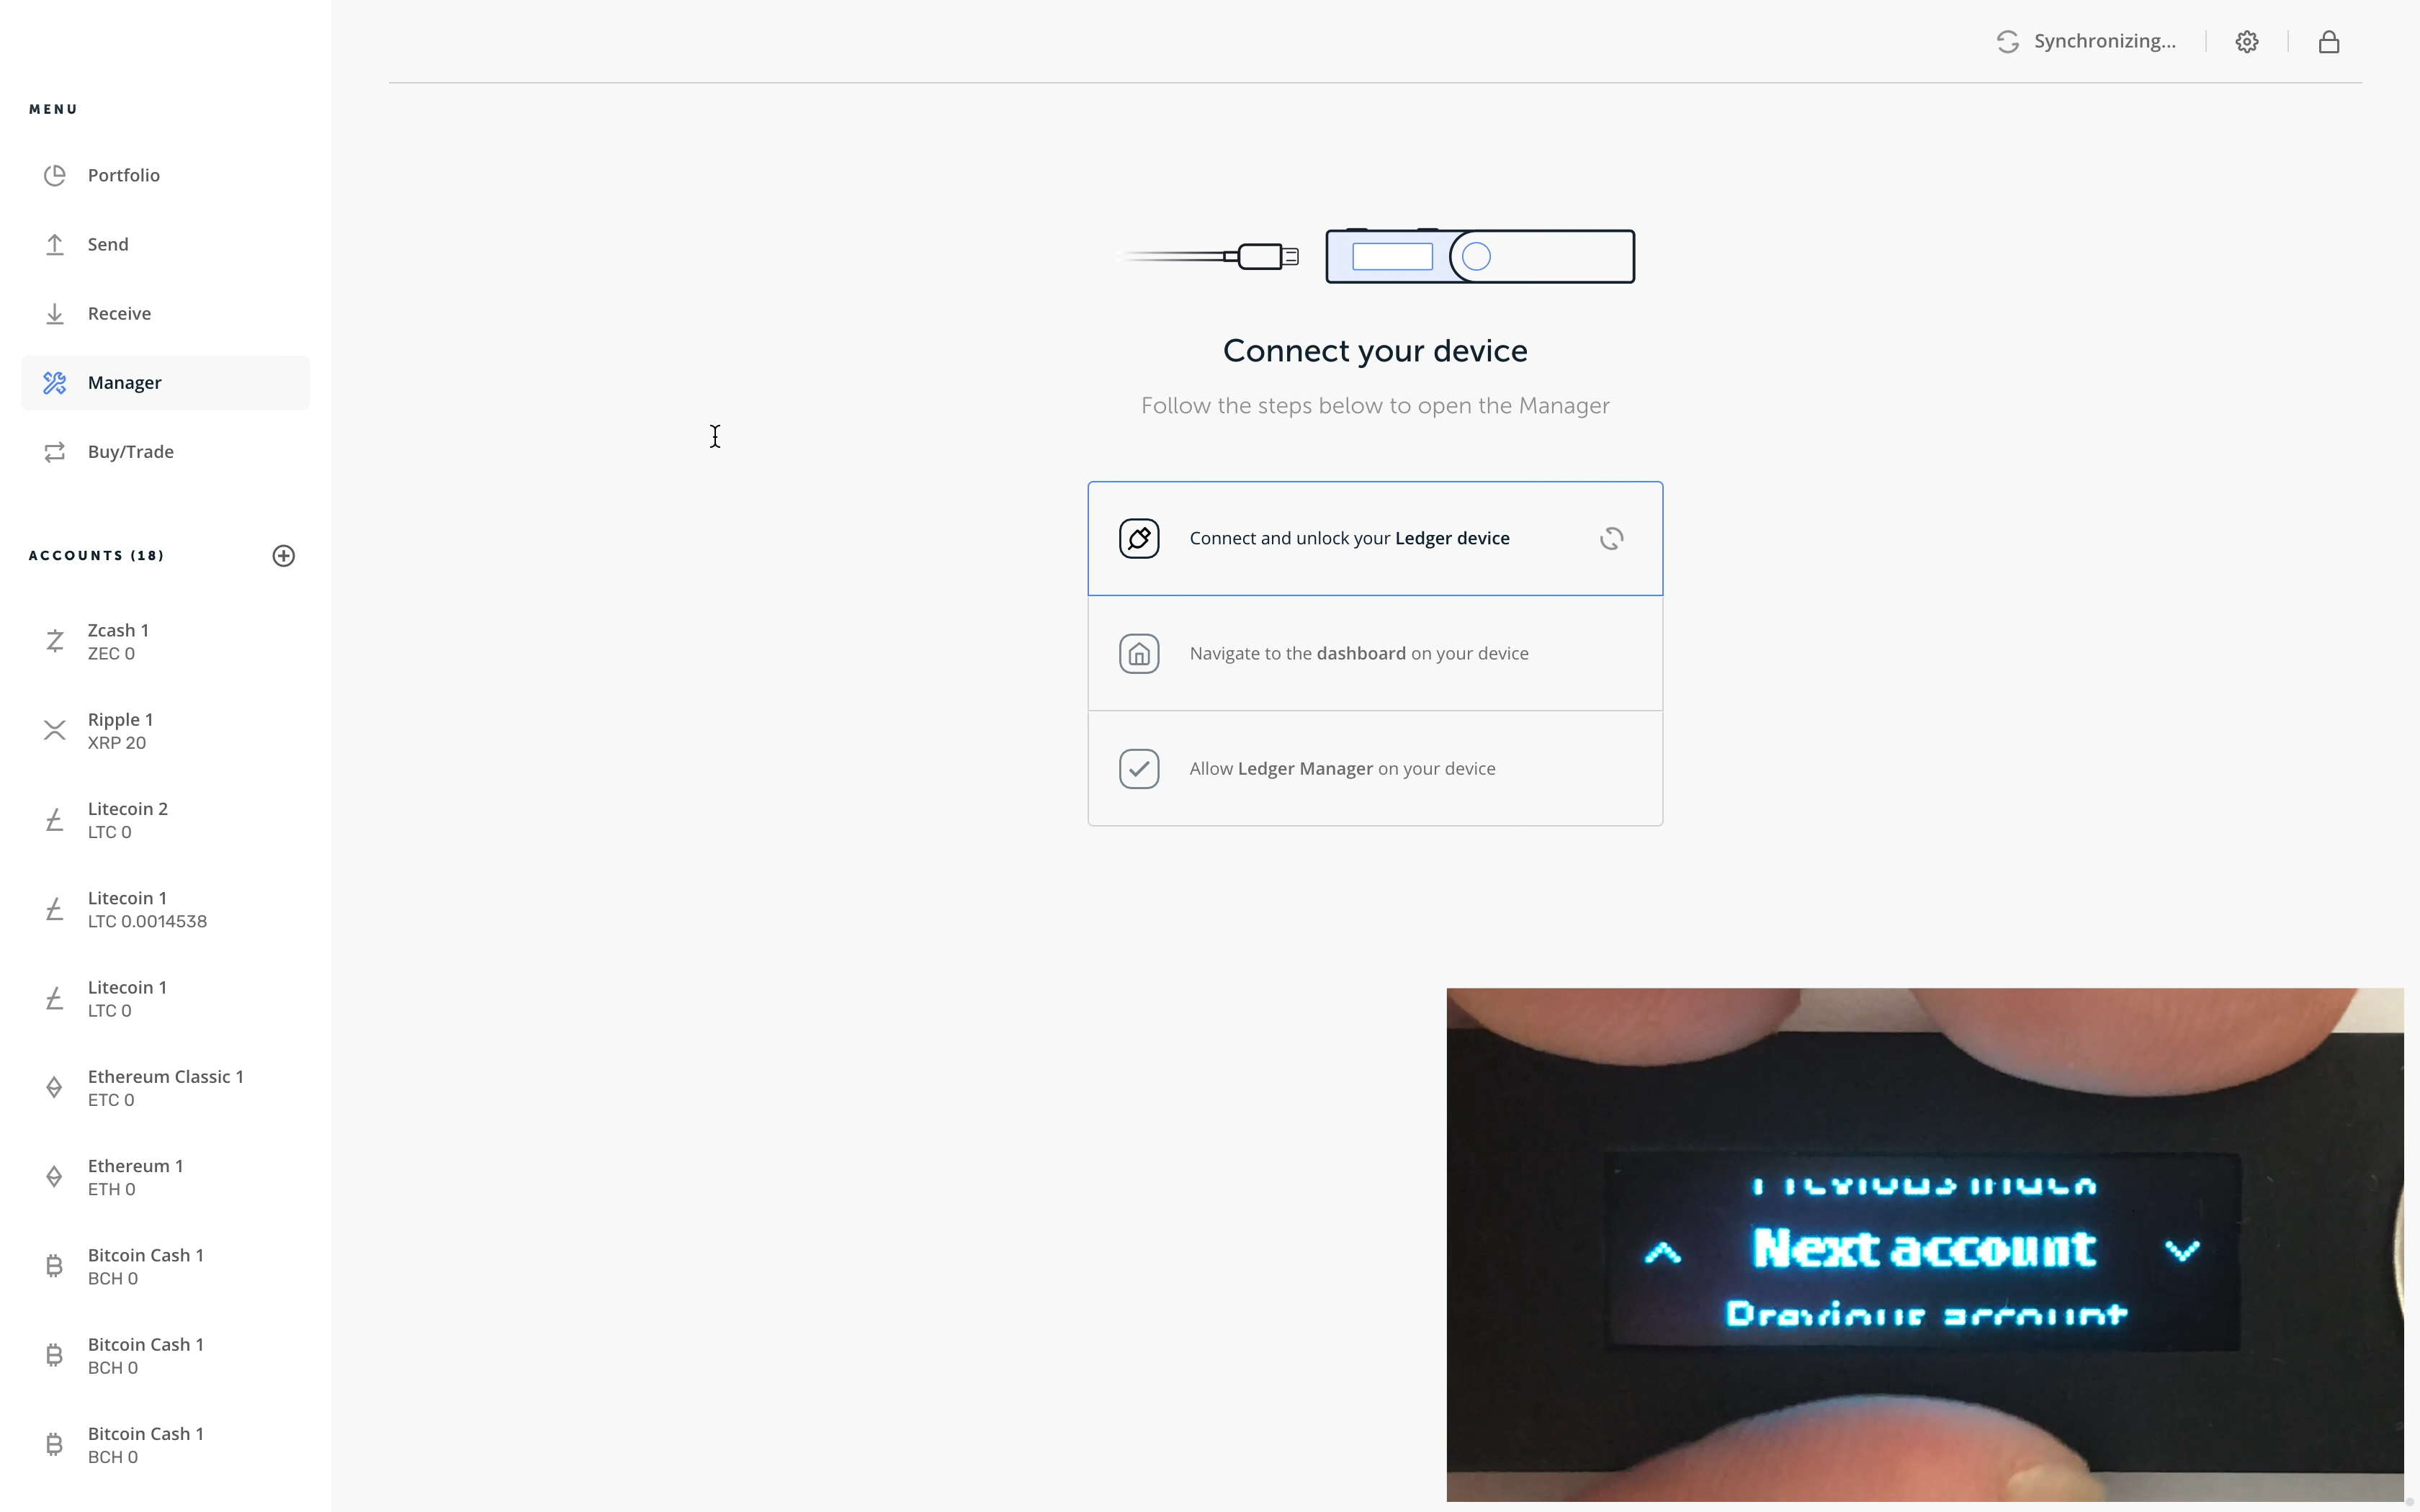 Synchronizing...
MENU
Portfolio
Send
Receive
Manager
Buy/Trade
ACCOUNTS (18)
Zcash 1
ZEC 0
Ripple 1
XRP 20
Litecoin 2
LTC 0
Litecoin 1
LTC 0.0014538
Litecoin 1
LTC 0
Ethereum Classic 1
ETC 0
Ethereum 1
ETH 0
Bitcoin Cash 1
BCH 0
Bitcoin Cash 1
BCH 0
Bitcoin Cash 1
BCH 0
Connect your device
Follow the steps below to open the Manager
Connect and unlock your Ledger device
Navigate to the dashboard on your device
Allow Ledger Manager on your device
Next account
Previous account